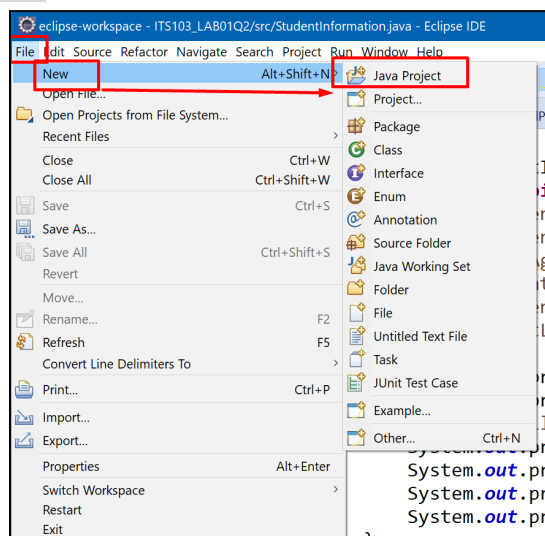 eclipse-workspace - ITS103_LAB01Q2/src/StudentInformation.java - Eclipse IDE
File Edit Source Refactor Navigate Search Project Run Window Help
New Alt+Shift+N
Open File...
Open Projects from File System...
Recent Files
Close Ctrl+W
Close All Ctrl+Shift+W
Save Ctrl+S
Save As...
Save All Ctrl+Shift+S
Revert
Move...
Rename... F2
Refresh F5
Convert Line Delimiters To
Print... Ctrl+P
Import...
Export...
Properties Alt+Enter
Switch Workspace
Restart
Exit
Java Project
Project...
Package
Class
Interface
Enum
Annotation
Source Folder
Java Working Set
Folder
File
Untitled Text File
Task
JUnit Test Case
Example...
Other... Ctrl+N
System.out.pr
System.out.pr
System.out.pr
System.out.pr
}